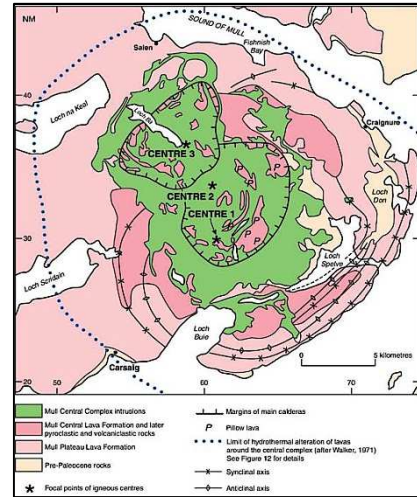 NM
SOUND OF MULL
Fishnish
Bay
Salen
40
Craignure
Loch na Keal
Loch Ba
CENTRE 3
P
P
CENTRE 2
P
CENTRE 1
P
P
P
P
Loch
Don
30
Loch
Spelve
Loch Scridain
Loch
Buie
Carsaig
0 5 kilometres
20
50
60
70
Mull Central Complex intrusions
Mull Central Lava Formation and later
pyroclastic and volcaniclastic rocks
Mull Plateau Lava Formation
Pre-Paleocene rocks
Focal points of igneous centres
Margins of main calderas
P Pillow lava
Limit of hydrothermal alteration of lavas
around the central complex (after Walker, 1971)
See Figure 12 for details
Synclinal axis
Anticlinal axis